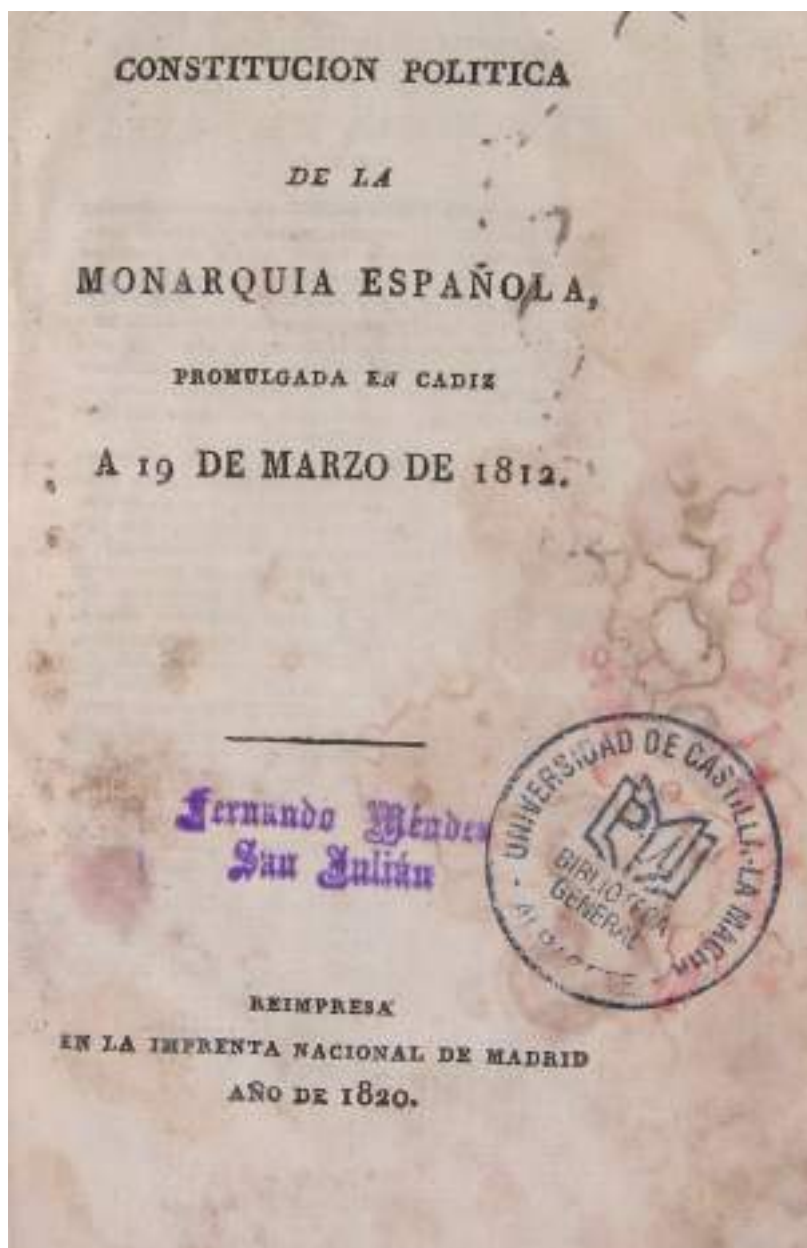 CONSTITUCION POLITICA
DE LA
MONARQUIA ESPAÑOLA,
PROMULGADA EN CADIZ
A 19 DE MARZO DE 1812.
Fernando Méndez
San Julián
UNIVERSIDAD DE CASTILLA-LA MANCHA
BIBLIOTECA
GENERAL
ALBACETE
REIMPRESA
EN LA IMPRENTA NACIONAL DE MADRID
AÑO DE 1820.